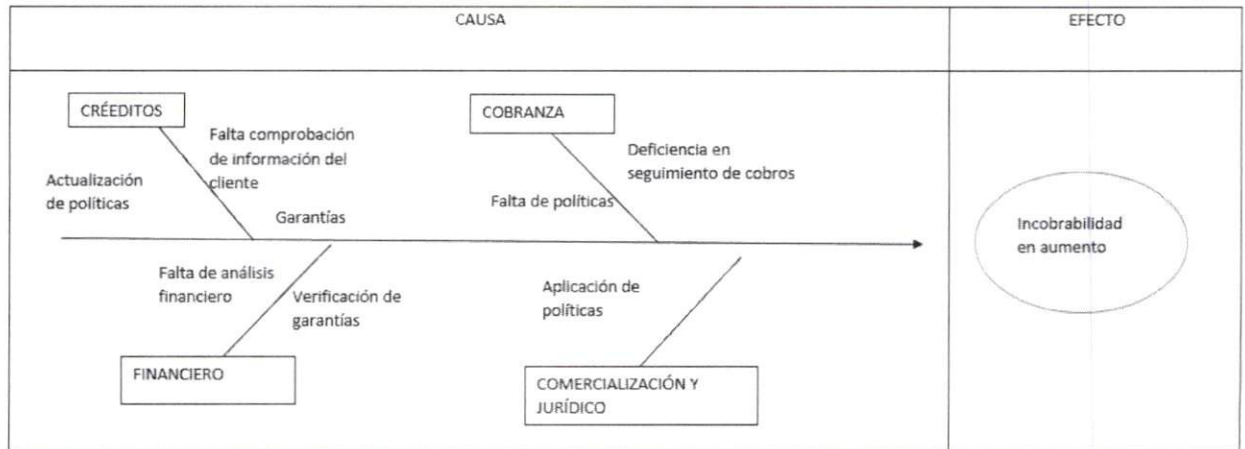 CAUSA
EFECTO
CRÉEDITOS
Falta comprobación
de información del
cliente
Actualización
de políticas
Garantías
COBRANZA
Deficiencia en
seguimiento de cobros
Falta de políticas
Incobrabilidad
en aumento
Falta de análisis
financiero
Verificación de
garantías
FINANCIERO
Aplicación de
políticas
COMERCIALIZACIÓN Y
JURÍDICO